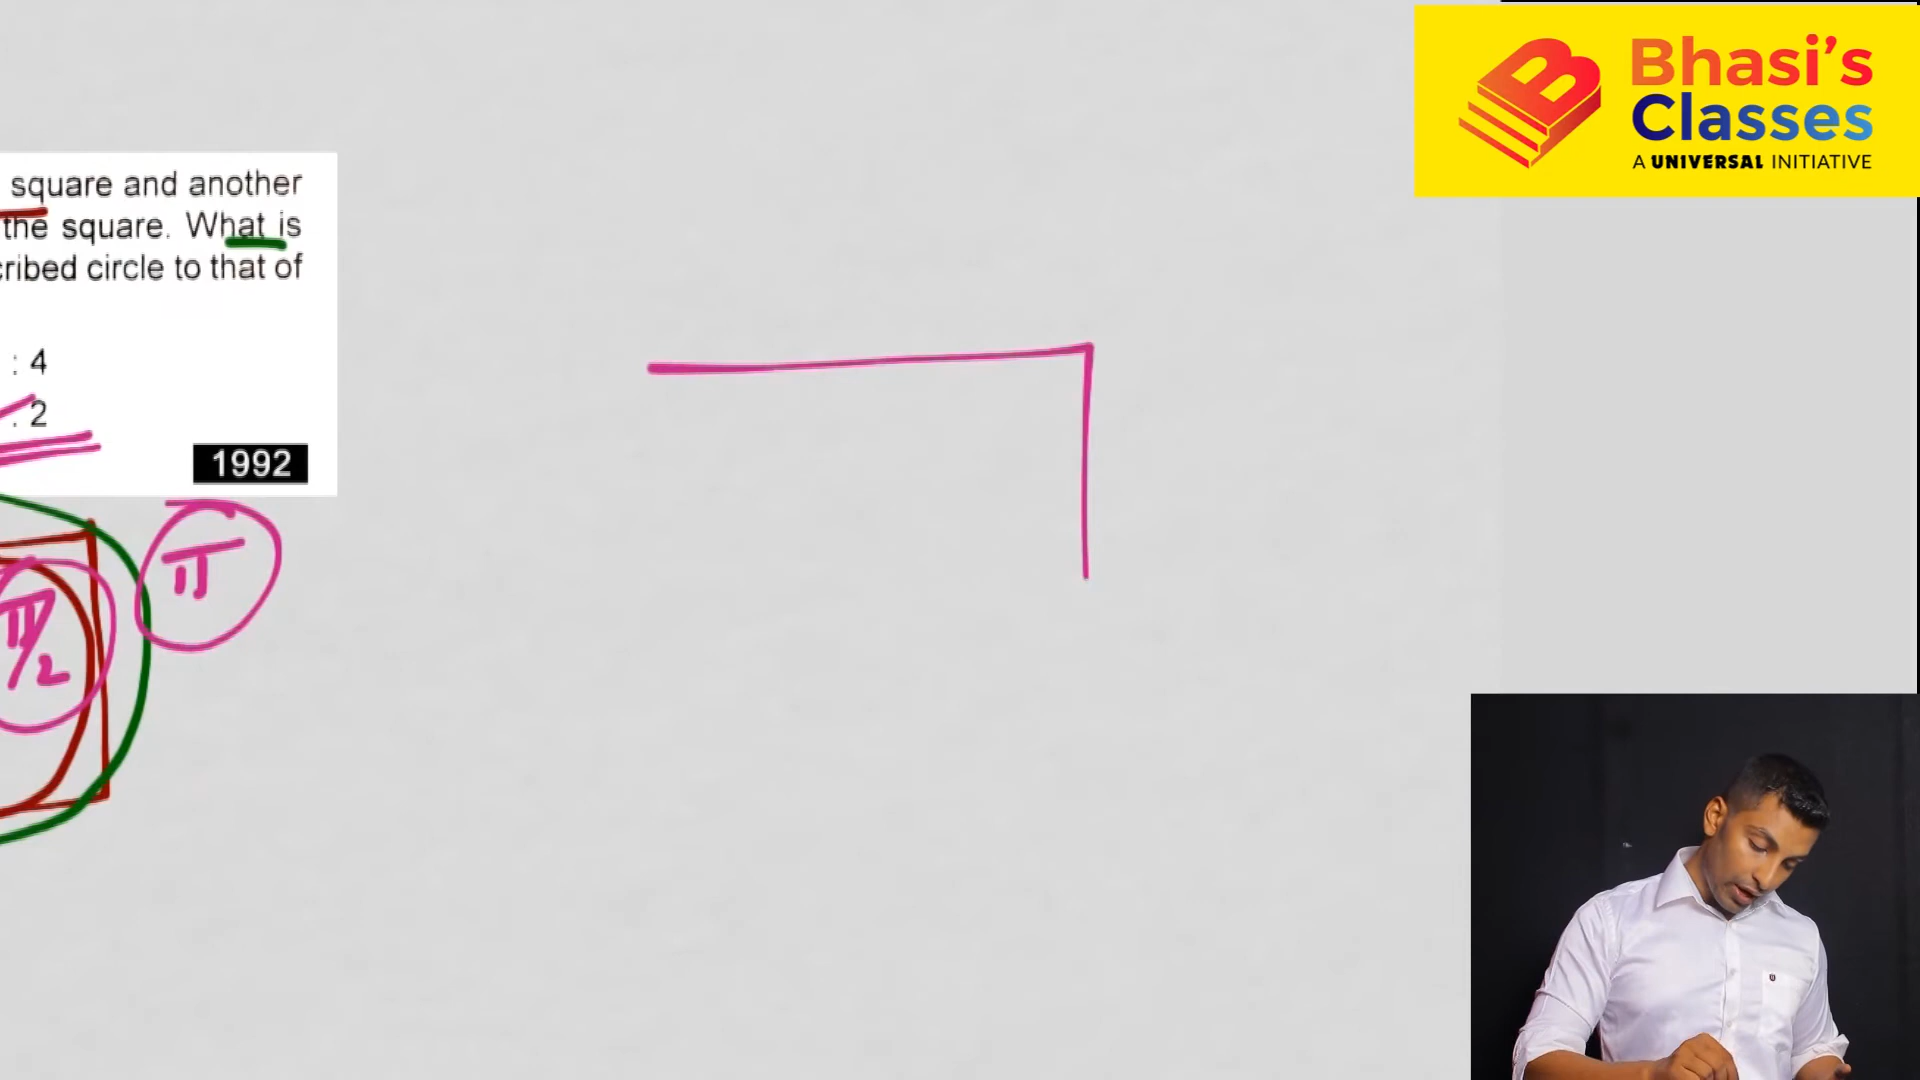 Bhasi's
Classes
A UNIVERSAL INITIATIVE
square and another
the square. What is
cribed circle to that of
: 4
: 2
1992
π
π/2